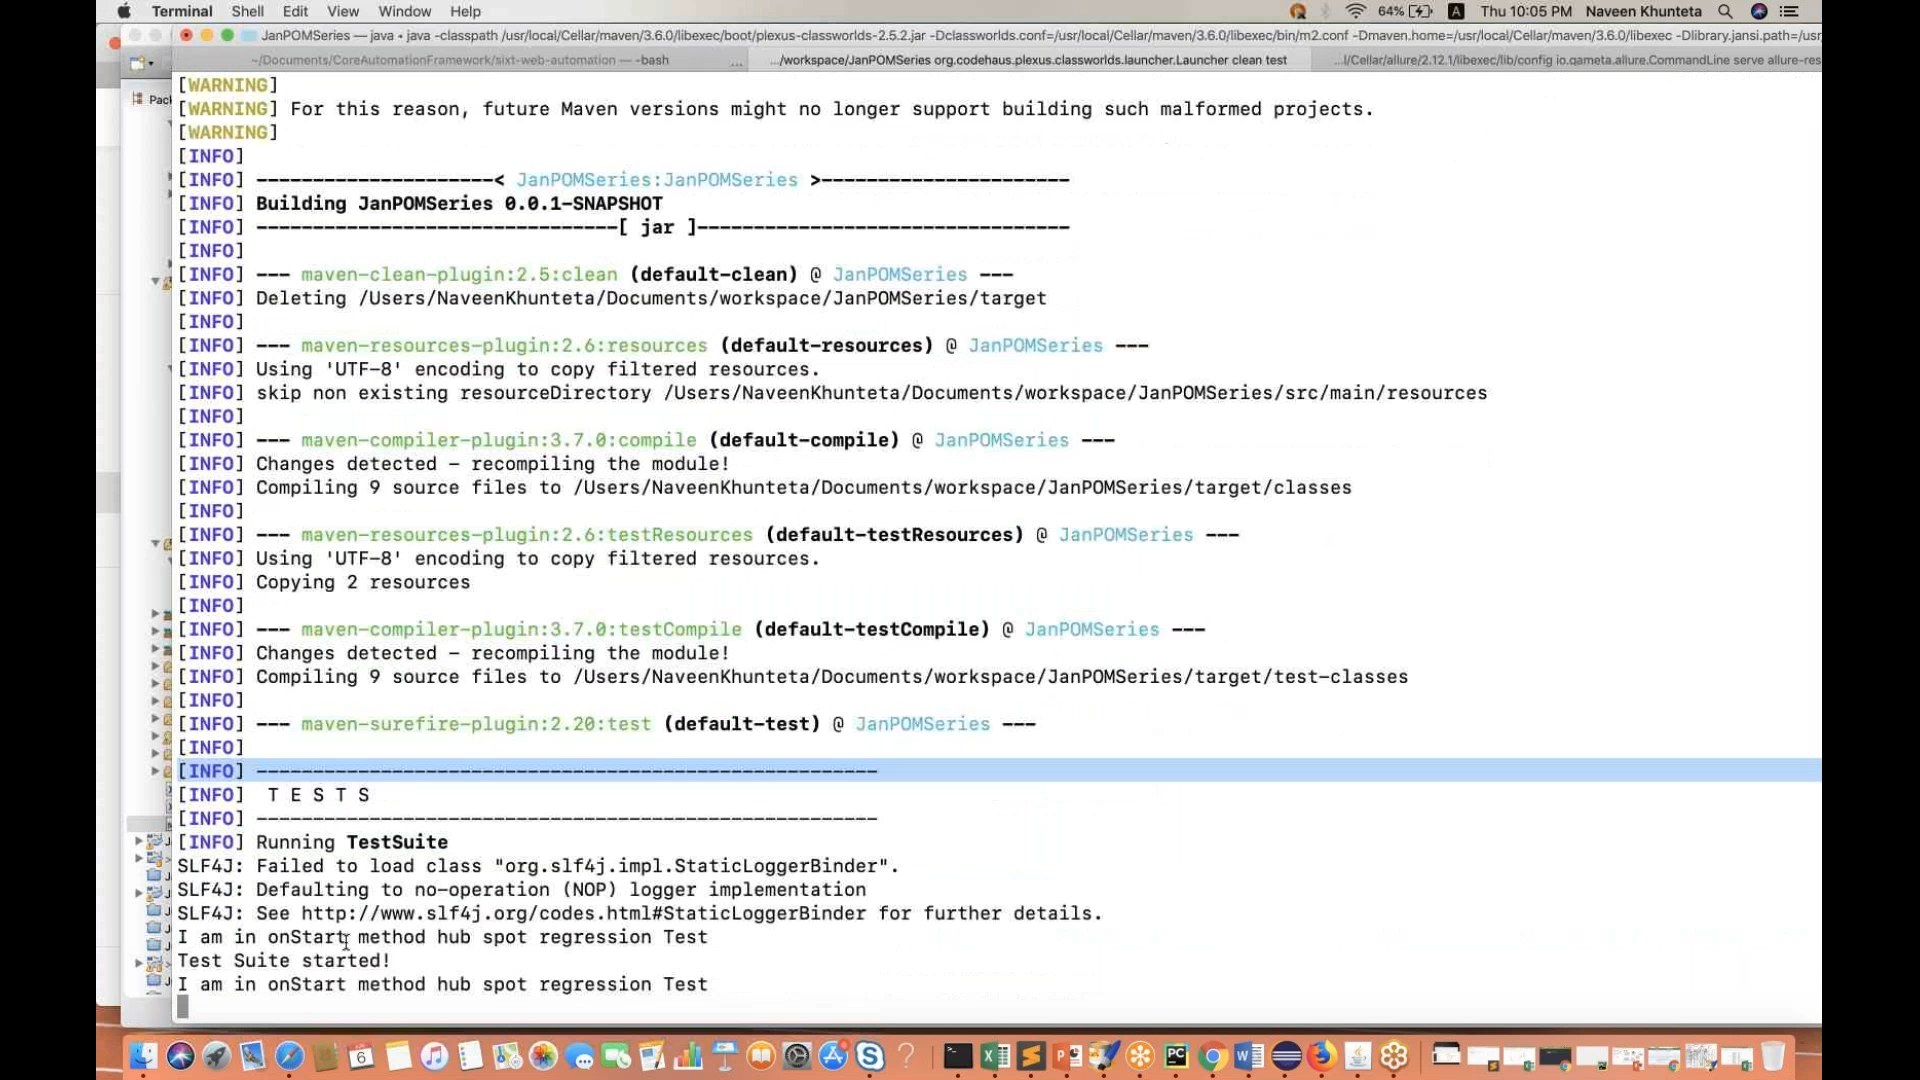 Terminal Shell Edit View Window Help 64% A Thu 10:05 PM Naveen Khunteta
JanPOMSeries — java • java -classpath /usr/local/Cellar/maven/3.6.0/libexec/boot/plexus-classworlds-2.5.2.jar -Dclassworlds.conf=/usr/local/Cellar/maven/3.6.0/libexec/bin/m2.conf -Dmaven.home=/usr/local/Cellar/maven/3.6.0/libexec -Dlibrary.jansi.path=/usr/
~/Documents/CoreAutomationFramework/sixt-web-automation — -bash ... .../workspace/JanPOMSeries org.codehaus.plexus.classworlds.launcher.Launcher clean test ...l/Cellar/allure/2.12.1/libexec/lib/config io.qameta.allure.CommandLine serve allure-res
[WARNING]
[WARNING] For this reason, future Maven versions might no longer support building such malformed projects.
[WARNING]
[INFO]
[INFO] ---------------------< JanPOMSeries:JanPOMSeries >----------------------
[INFO] Building JanPOMSeries 0.0.1-SNAPSHOT
[INFO] --------------------------------[ jar ]---------------------------------
[INFO]
[INFO] --- maven-clean-plugin:2.5:clean (default-clean) @ JanPOMSeries ---
[INFO] Deleting /Users/NaveenKhunteta/Documents/workspace/JanPOMSeries/target
[INFO]
[INFO] --- maven-resources-plugin:2.6:resources (default-resources) @ JanPOMSeries ---
[INFO] Using 'UTF-8' encoding to copy filtered resources.
[INFO] skip non existing resourceDirectory /Users/NaveenKhunteta/Documents/workspace/JanPOMSeries/src/main/resources
[INFO]
[INFO] --- maven-compiler-plugin:3.7.0:compile (default-compile) @ JanPOMSeries ---
[INFO] Changes detected - recompiling the module!
[INFO] Compiling 9 source files to /Users/NaveenKhunteta/Documents/workspace/JanPOMSeries/target/classes
[INFO]
[INFO] --- maven-resources-plugin:2.6:testResources (default-testResources) @ JanPOMSeries ---
[INFO] Using 'UTF-8' encoding to copy filtered resources.
[INFO] Copying 2 resources
[INFO]
[INFO] --- maven-compiler-plugin:3.7.0:testCompile (default-testCompile) @ JanPOMSeries ---
[INFO] Changes detected - recompiling the module!
[INFO] Compiling 9 source files to /Users/NaveenKhunteta/Documents/workspace/JanPOMSeries/target/test-classes
[INFO]
[INFO] --- maven-surefire-plugin:2.20:test (default-test) @ JanPOMSeries ---
[INFO]
[INFO] -------------------------------------------------------
[INFO]  T E S T S
[INFO] -------------------------------------------------------
[INFO] Running TestSuite
SLF4J: Failed to load class "org.slf4j.impl.StaticLoggerBinder".
SLF4J: Defaulting to no-operation (NOP) logger implementation
SLF4J: See http://www.slf4j.org/codes.html#StaticLoggerBinder for further details.
I am in onStart method hub spot regression Test
Test Suite started!
I am in onStart method hub spot regression Test